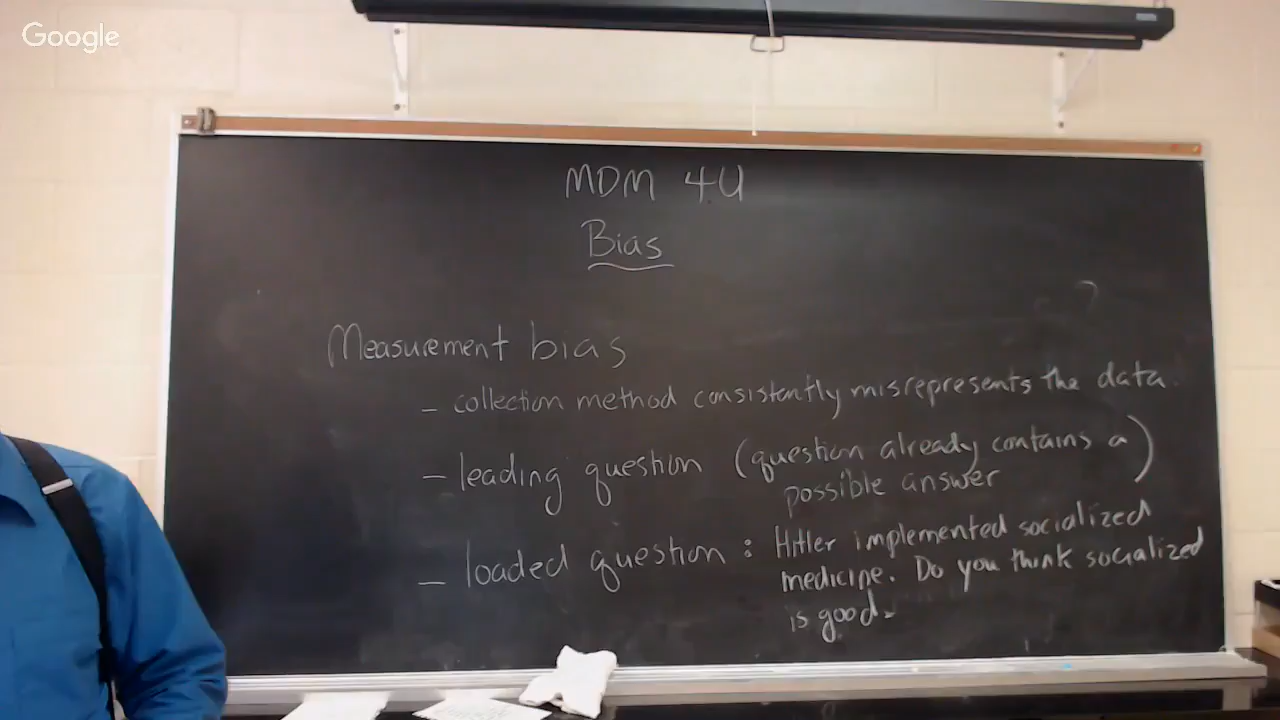 Google
MDM 4U
Bias
Measurement bias
- collection method consistantly misrepresents the data.
- leading question (question already contains a)
possible answer
- loaded question : Hitler implemented socialized
medicine. Do you think socialized
is good.